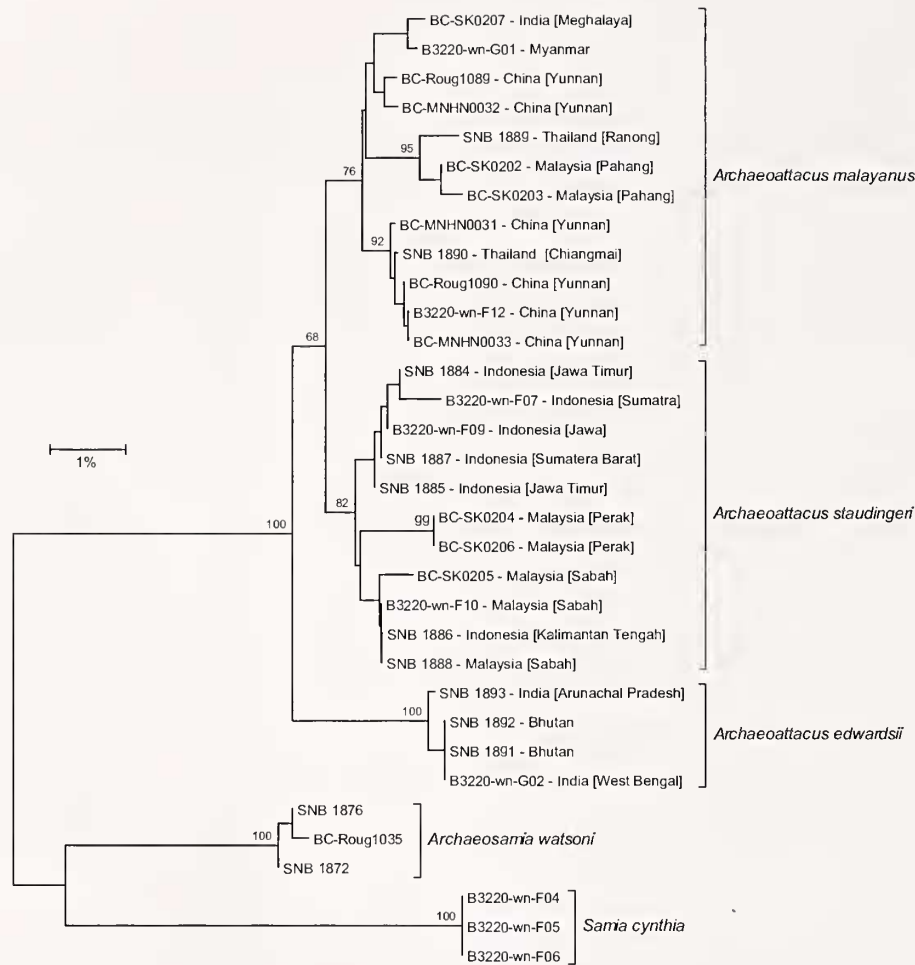 BC-SK0207 - India [Meghalaya]
B3220-wn-G01 - Myanmar
BC-Roug1089 - China [Yunnan]
BC-MNHN0032 - China [Yunnan]
SNB 1889 - Thailand [Ranong]
95
BC-SK0202 - Malaysia [Pahang]
Archaeoattacus malayanus
76
BC-SK0203 - Malaysia [Pahang]
BC-MNHN0031 - China [Yunnan]
92
SNB 1890 - Thailand [Chiangmai]
BC-Roug1090 - China [Yunnan]
B3220-wn-F12 - China [Yunnan]
68
BC-MNHN0033 - China [Yunnan]
SNB 1884 - Indonesia [Jawa Timur]
B3220-wn-F07 - Indonesia [Sumatra]
B3220-wn-F09 - Indonesia [Jawa]
1%
SNB 1887 - Indonesia [Sumatera Barat]
SNB 1885 - Indonesia [Jawa Timur]
82
Archaeoattacus staudingeri
gg
BC-SK0204 - Malaysia [Perak]
100
BC-SK0206 - Malaysia [Perak]
BC-SK0205 - Malaysia [Sabah]
B3220-wn-F10 - Malaysia [Sabah]
SNB 1886 - Indonesia [Kalimantan Tengah]
SNB 1888 - Malaysia [Sabah]
SNB 1893 - India [Arunachal Pradesh]
100
SNB 1892 - Bhutan
Archaeoattacus edwardsii
SNB 1891 - Bhutan
B3220-wn-G02 - India [West Bengal]
SNB 1876
100
BC-Roug1035
Archaeosamia watsoni
SNB 1872
B3220-wn-F04
100
B3220-wn-F05
Samia cynthia
B3220-wn-F06